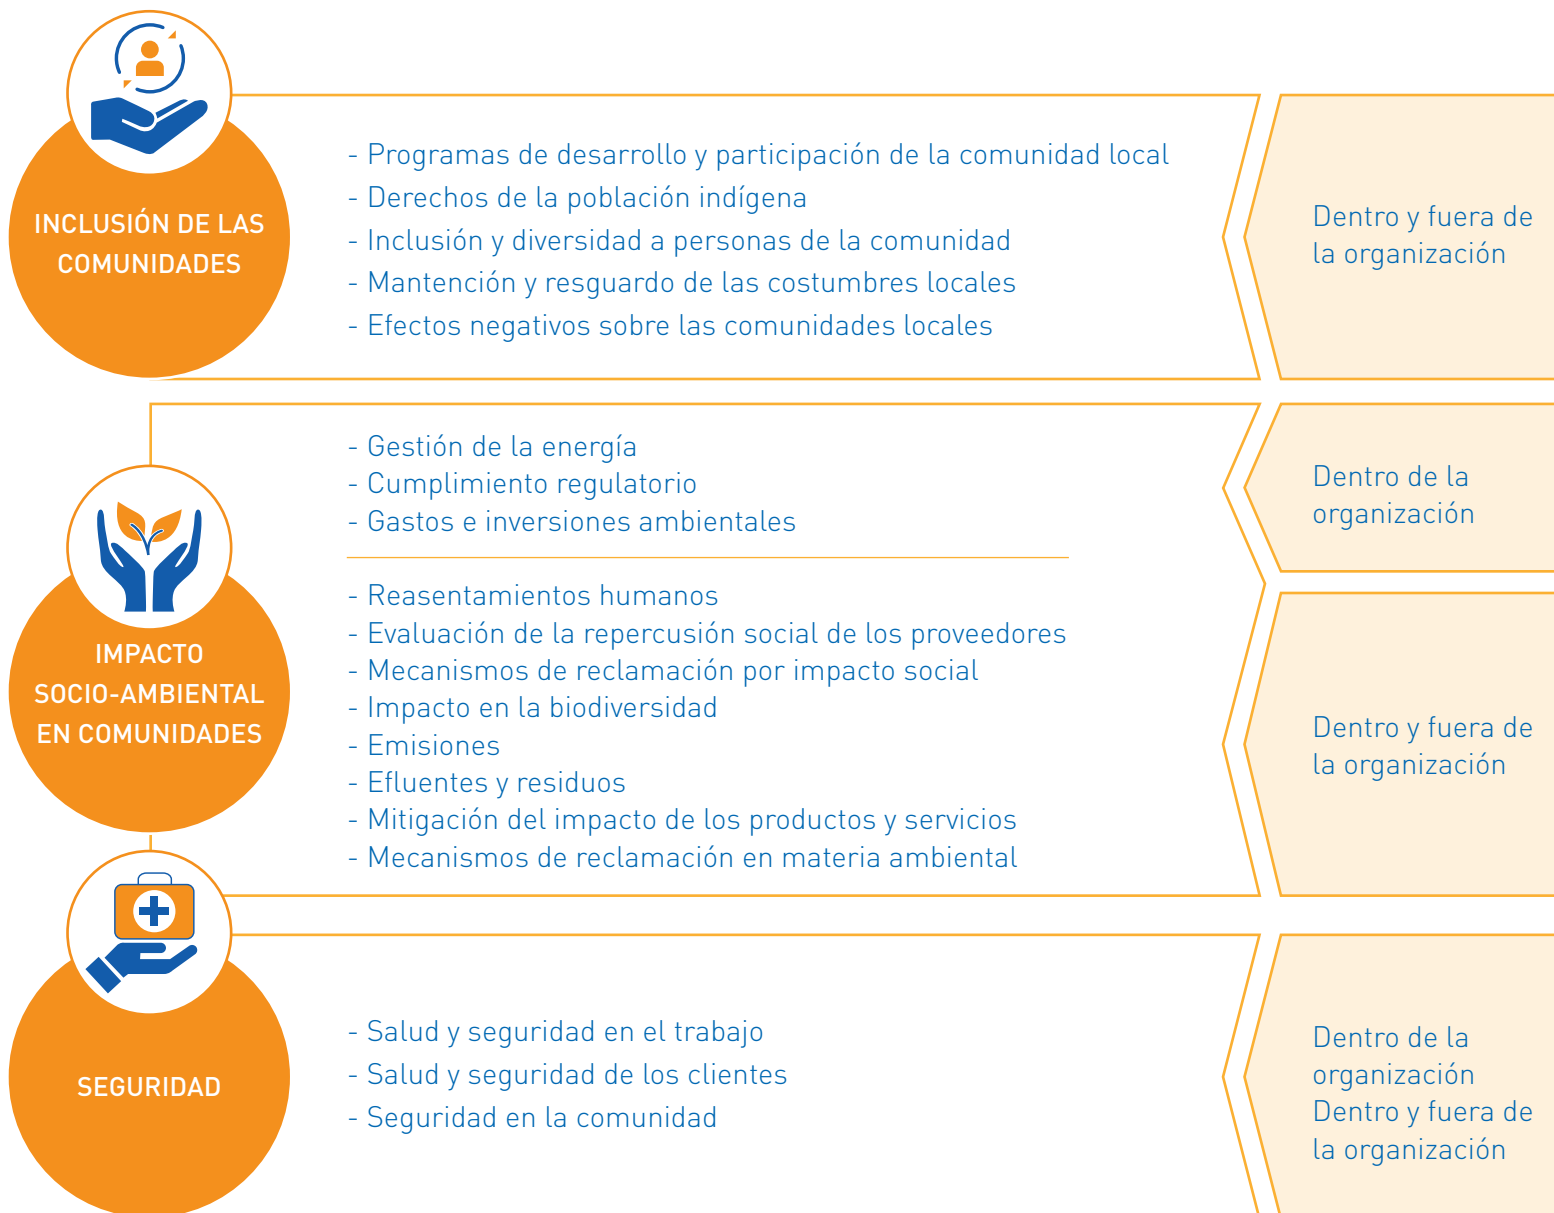 INCLUSIÓN DE LAS
COMUNIDADES
- Programas de desarrollo y participación de la comunidad local
- Derechos de la población indígena
- Inclusión y diversidad a personas de la comunidad
- Mantención y resguardo de las costumbres locales
- Efectos negativos sobre las comunidades locales
Dentro y fuera de
la organización
IMPACTO
SOCIO-AMBIENTAL
EN COMUNIDADES
- Gestión de la energía
- Cumplimiento regulatorio
- Gastos e inversiones ambientales
Dentro de la
organización
- Reasentamientos humanos
- Evaluación de la repercusión social de los proveedores
- Mecanismos de reclamación por impacto social
- Impacto en la biodiversidad
- Emisiones
- Efluentes y residuos
- Mitigación del impacto de los productos y servicios
- Mecanismos de reclamación en materia ambiental
Dentro y fuera de
la organización
SEGURIDAD
- Salud y seguridad en el trabajo
- Salud y seguridad de los clientes
- Seguridad en la comunidad
Dentro de la
organización
Dentro y fuera de
la organización